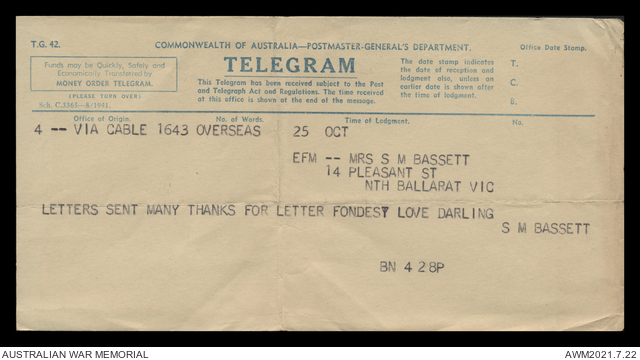 T.G. 42.
COMMONWEALTH OF AUSTRALIA—POSTMASTER-GENERAL'S DEPARTMENT.
Office Date Stamp.
Funds may be Quickly, Safely and
Economically Transferred by
MONEY ORDER TELEGRAM.
(PLEASE TURN OVER)
Sch. C.3365—8/1941.
TELEGRAM
This Telegram has been received subject to the Post
and Telegraph Act and Regulations. The time received
at this office is shown at the end of the message.
The date stamp indicates
the date of reception and
lodgment also, unless an
earlier date is shown after
the time of lodgment.
T.
C.
B.
Office of Origin. No. of Words. Time of Lodgment. No.
4 -- VIA CABLE 1643 OVERSEAS 25 OCT
EFM -- MRS S M BASSETT
14 PLEASANT ST
NTH BALLARAT VIC
LETTERS SENT MANY THANKS FOR LETTER FONDEST LOVE DARLING
S M BASSETT
BN 4 28P
AUSTRALIAN WAR MEMORIAL
AWM2021.7.22